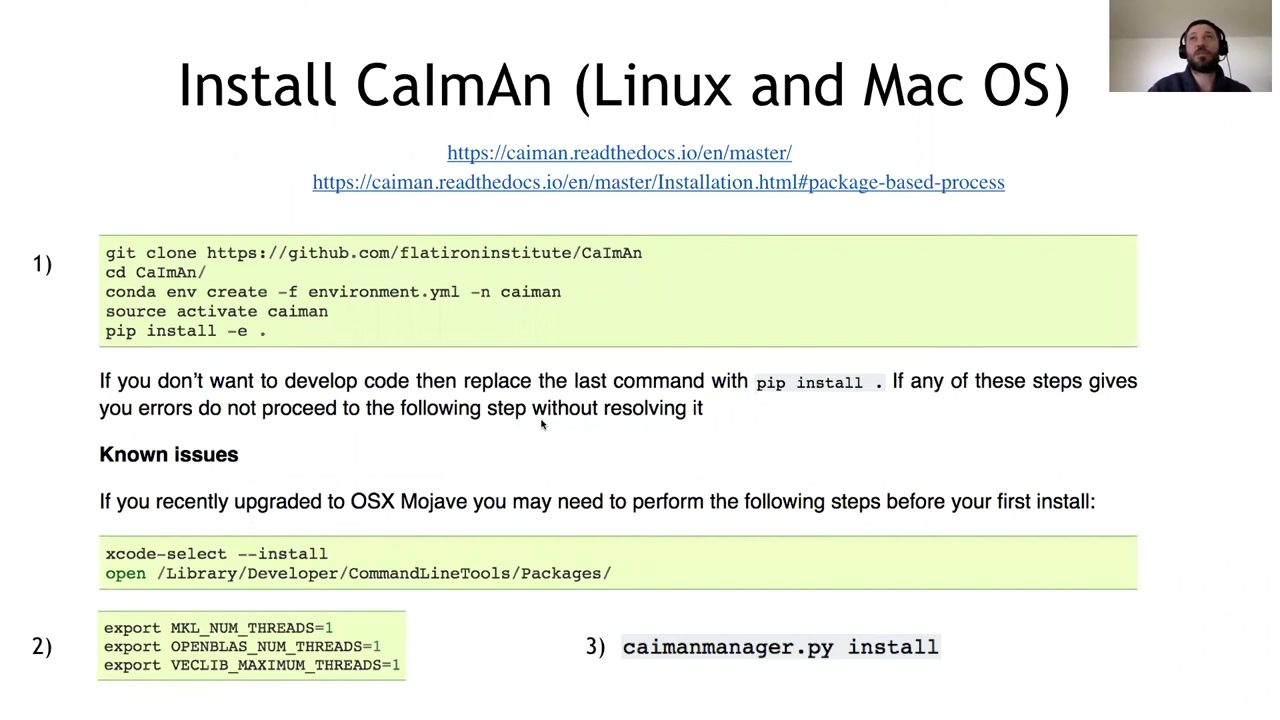 Install CaImAn (Linux and Mac OS)
https://caiman.readthedocs.io/en/master/
https://caiman.readthedocs.io/en/master/Installation.html#package-based-process
1)
git clone https://github.com/flatironinstitute/CaImAn
cd CaImAn/
conda env create -f environment.yml -n caiman
source activate caiman
pip install -e .
If you don't want to develop code then replace the last command with pip install . If any of these steps gives
you errors do not proceed to the following step without resolving it
Known issues
If you recently upgraded to OSX Mojave you may need to perform the following steps before your first install:
xcode-select --install
open /Library/Developer/CommandLineTools/Packages/
2)
export MKL_NUM_THREADS=1
export OPENBLAS_NUM_THREADS=1
export VECLIB_MAXIMUM_THREADS=1
3) caimanmanager.py install